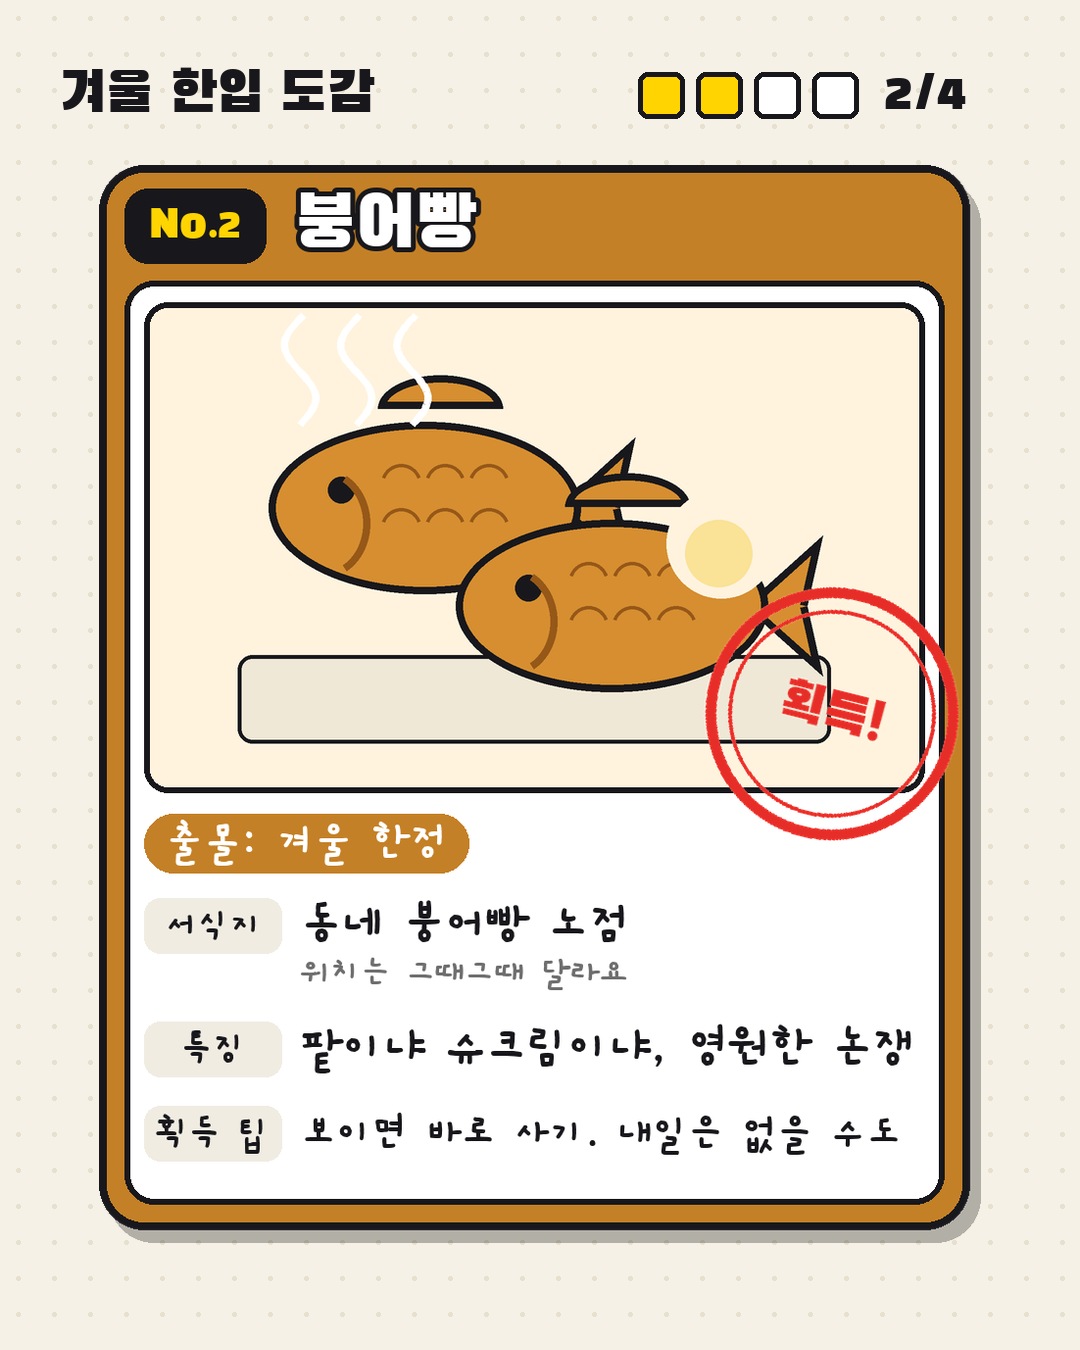 겨울 한입 도감
2/4
No.2 붕어빵
획득!
출몰: 겨울 한정
서식지 동네 붕어빵 노점
위치는 그때그때 달라요
특징 팥이냐 슈크림이냐, 영원한 논쟁
획득 팁 보이면 바로 사기. 내일은 없을 수도